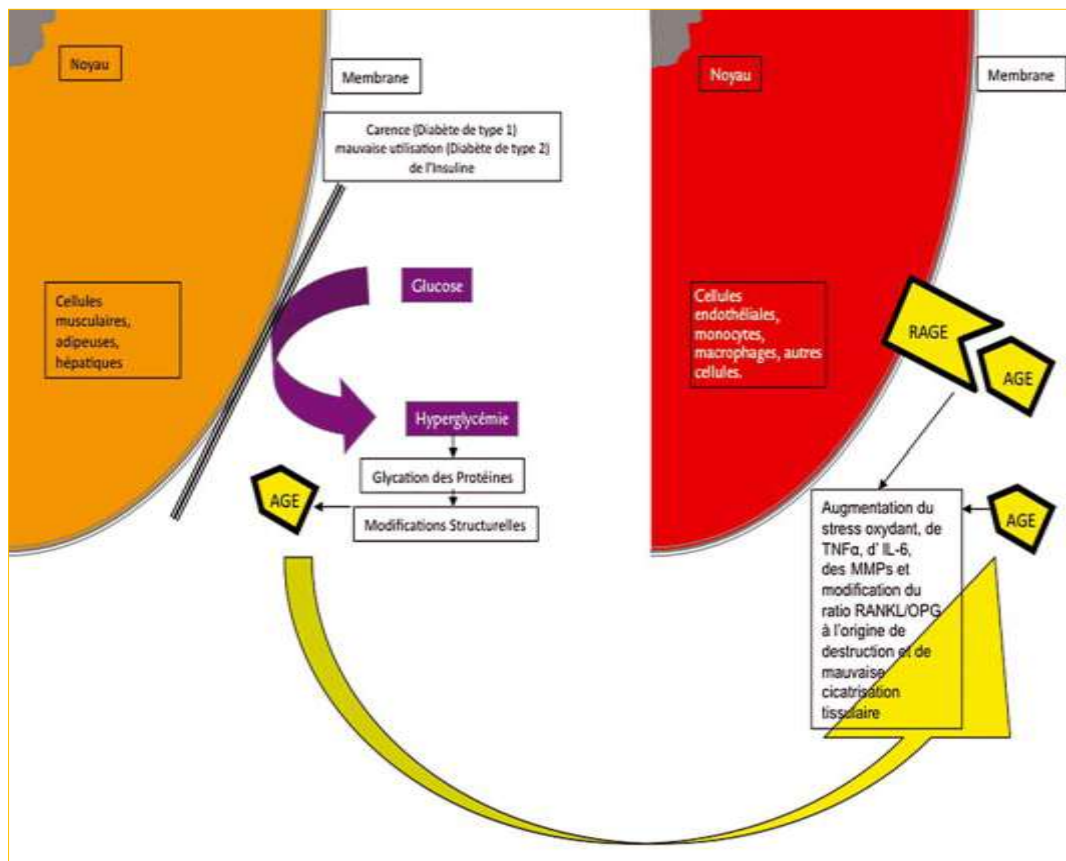 Noyau
Membrane
Carence (Diabète de type 1)
mauvaise utilisation (Diabète de type 2)
de l'Insuline
Glucose
Cellules
musculaires,
adipeuses,
hépatiques
Hyperglycémie
Glycation des Protéines
Modifications Structurelles
AGE
Noyau
Membrane
Cellules
endothéliales,
monocytes,
macrophages, autres
cellules.
RAGE
AGE
AGE
Augmentation du
stress oxydant, de
TNFα, d' IL-6,
des MMPs et
modification du
ratio RANKL/OPG
à l'origine de
destruction et de
mauvaise
cicatrisation
tissulaire